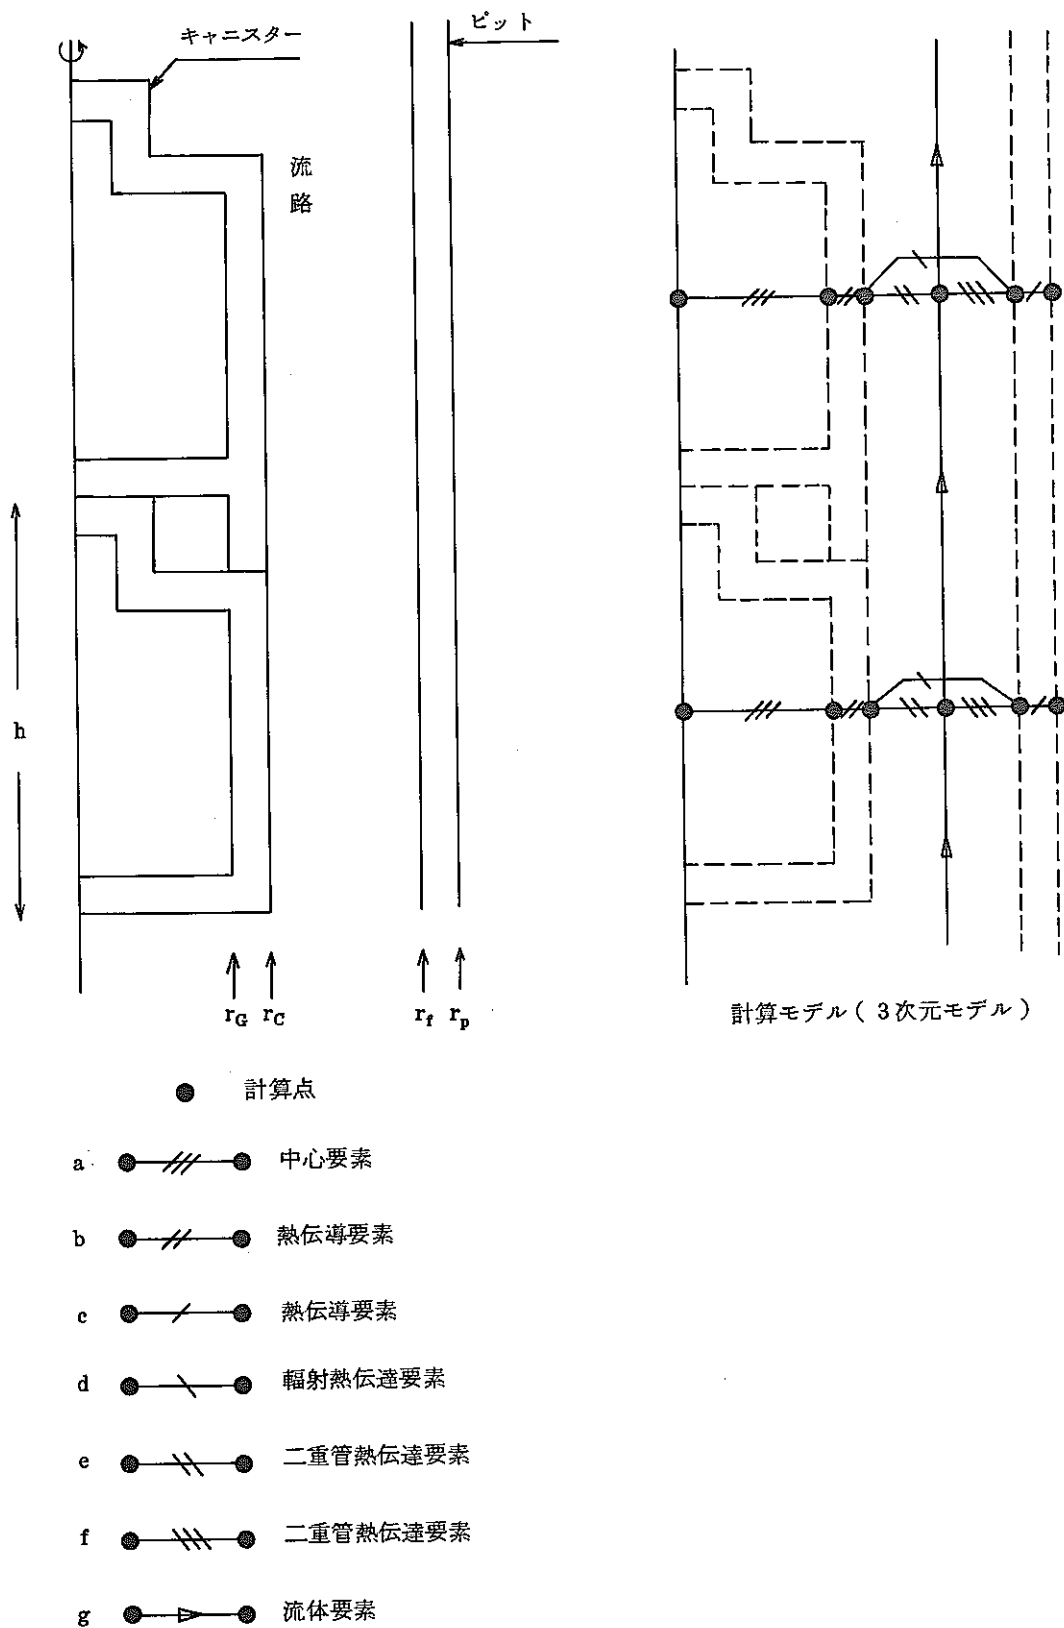 キャニスター
ピット
流路
h
r_G r_C r_f r_p
計算モデル(3次元モデル)
計算点
a 中心要素
b 熱伝導要素
c 熱伝導要素
d 輻射熱伝達要素
e 二重管熱伝達要素
f 二重管熱伝達要素
g 流体要素